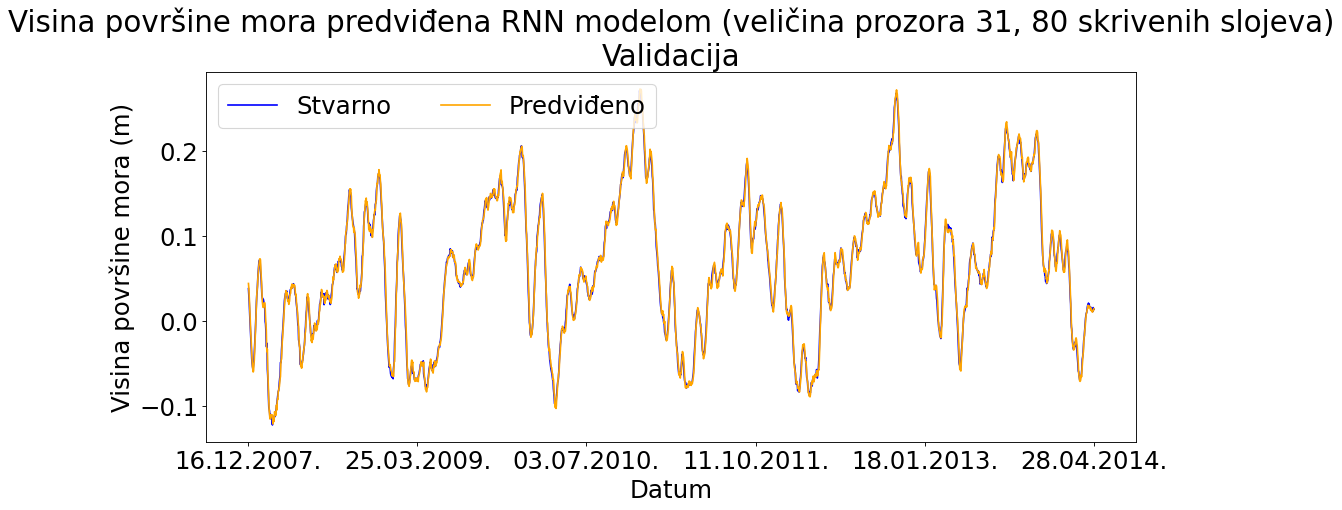 Visina površine mora predviđena RNN modelom (veličina prozora 31, 80 skrivenih slojeva)
Validacija
Stvarno Predviđeno
Visina površine mora (m)
0.2
0.1
0.0
−0.1
16.12.2007. 25.03.2009. 03.07.2010. 11.10.2011. 18.01.2013. 28.04.2014.
Datum